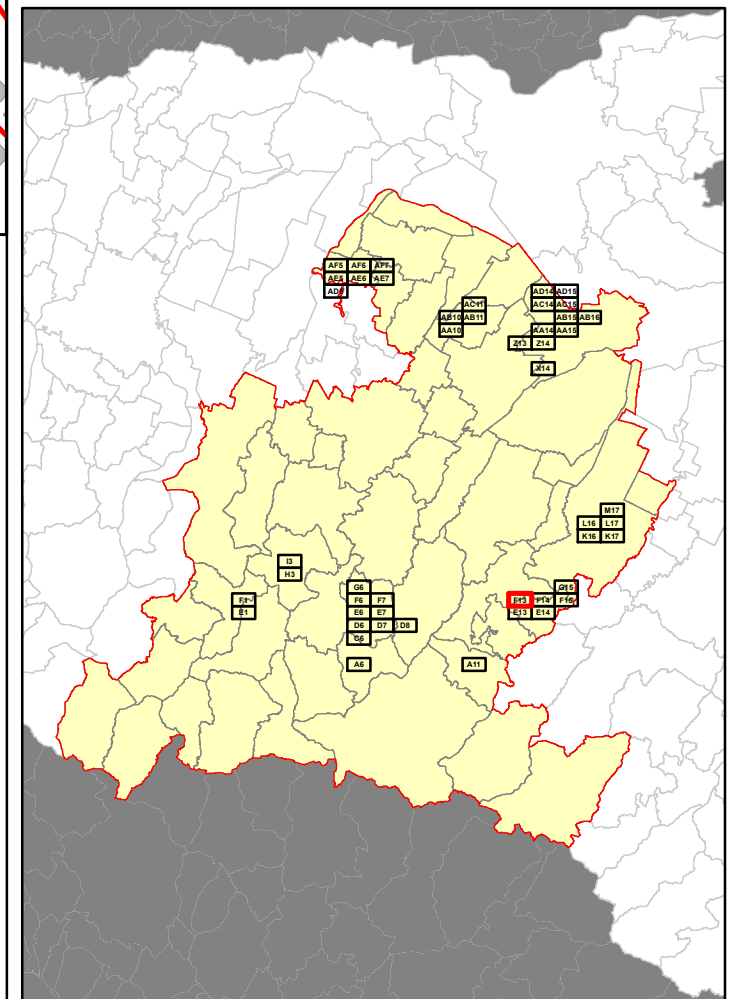 AF5 AF6 AF7
AE5 AE6 AE7
AD5
AD14 AD15
AC11 AC14 AC15
AB10 AB11 AB15 AB16
AA10 AA14 AA15
Z13 Z14
X14
M17
L16 L17
K16 K17
I3
H3
G6 G15
F1 F6 F7 F13 F14 F15
E1 E6 E7 E13 E14
D6 D7 D8
C6
A6 A11